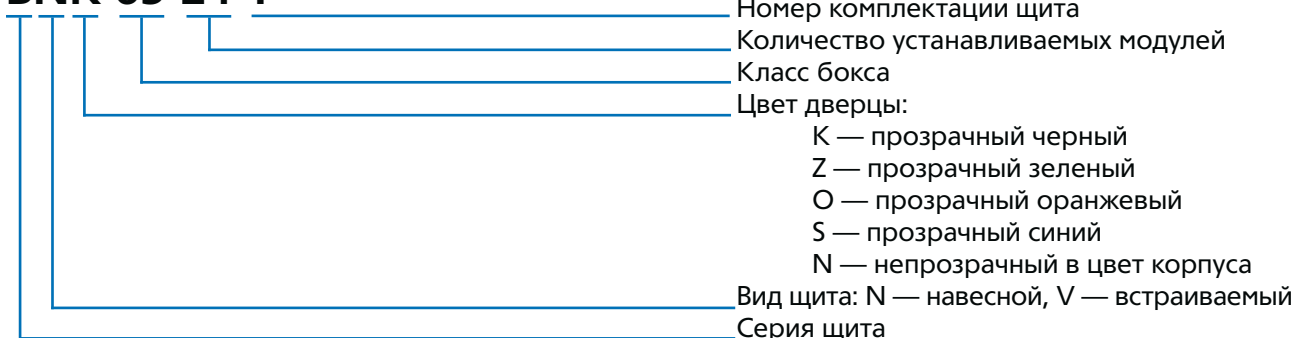 Номер комплектации щита
Количество устанавливаемых модулей
Класс бокса
Цвет дверцы:
K — прозрачный черный
Z — прозрачный зеленый
O — прозрачный оранжевый
S — прозрачный синий
N — непрозрачный в цвет корпуса
Вид щита: N — навесной, V — встраиваемый
Серия щита